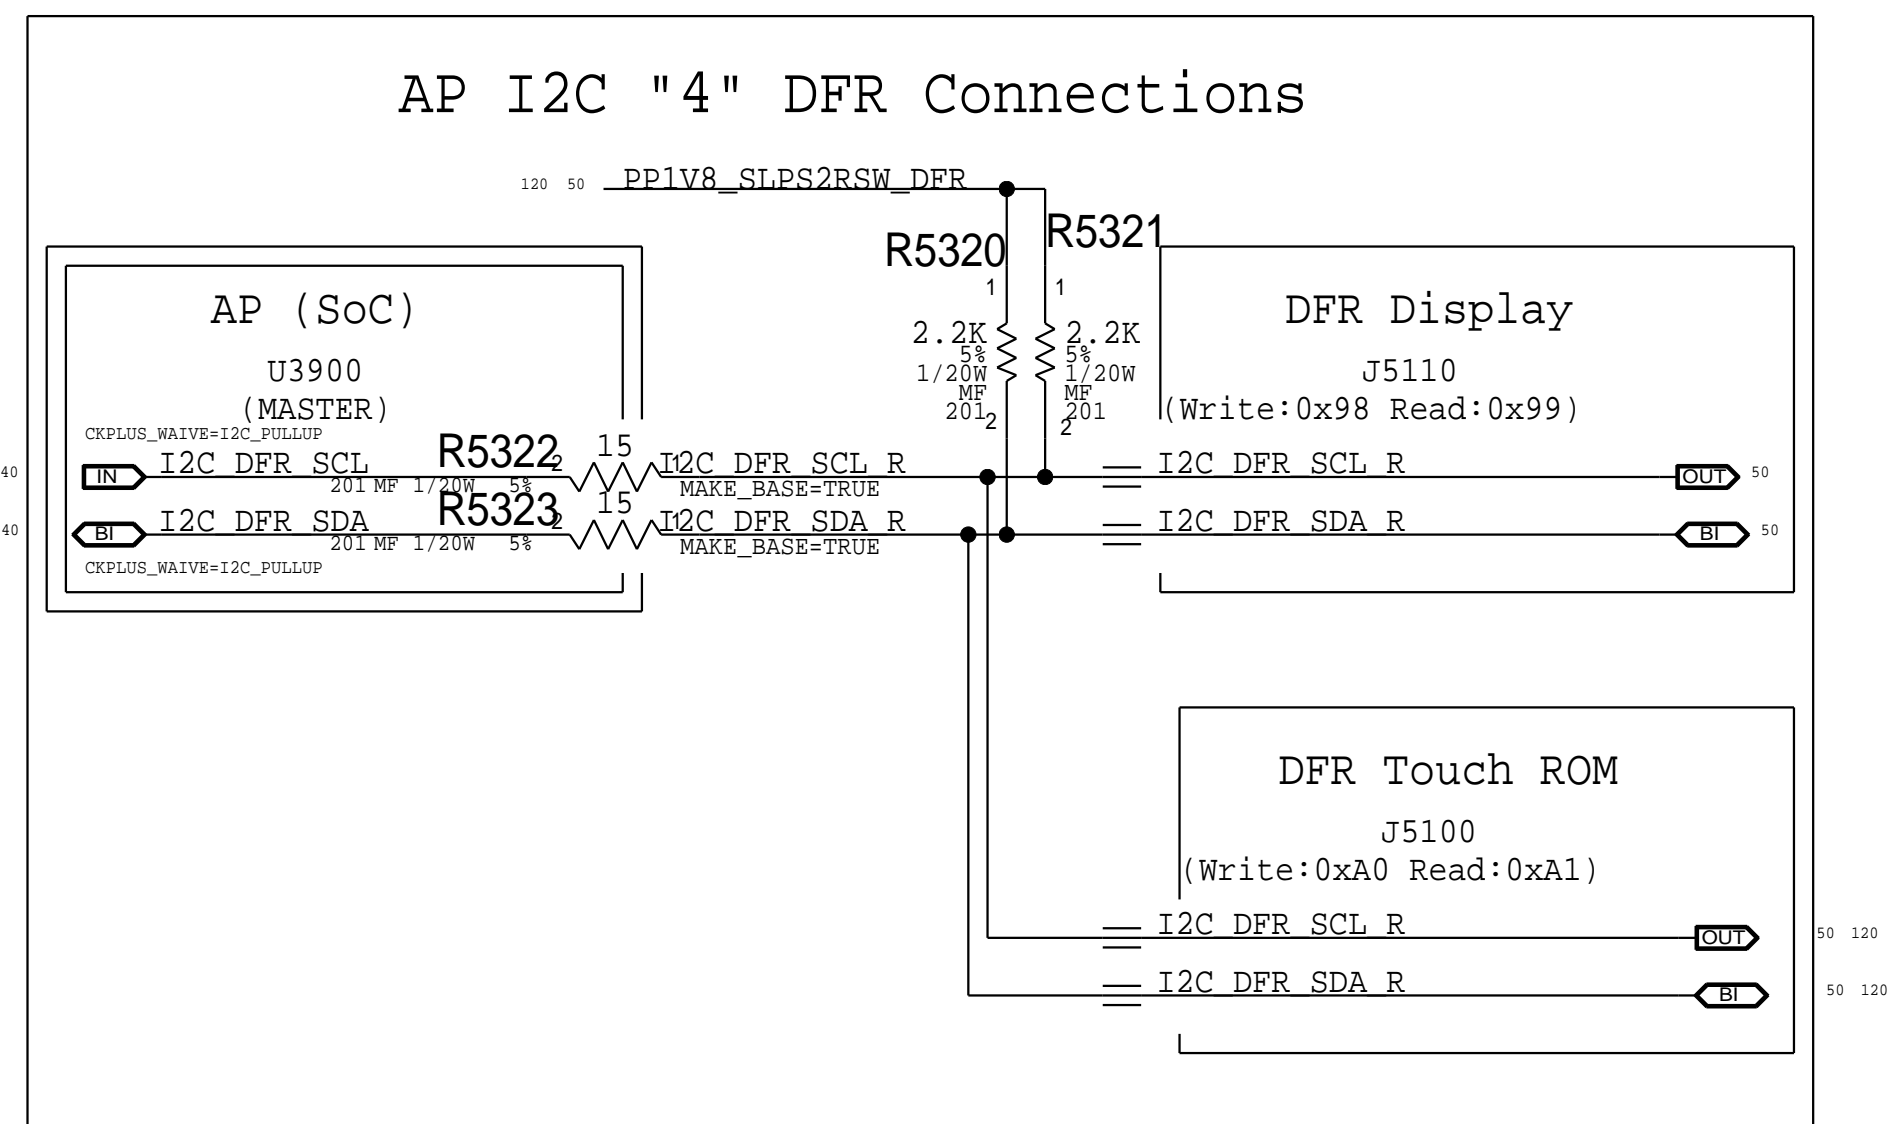 AP I2C "4" DFR Connections
120 50 PP1V8_SLPS2RSW_DFR
R5320
1
2.2K
5%
1/20W
MF
201
2
R5321
1
2.2K
5%
1/20W
MF
201
2
AP (SoC)
U3900
(MASTER)
CKPLUS_WAIVE=I2C_PULLUP
40 IN I2C_DFR_SCL R5322 2 15 1 I2C_DFR_SCL_R
201 MF 1/20W 5% MAKE_BASE=TRUE
40 BI I2C_DFR_SDA R5323 2 15 1 I2C_DFR_SDA_R
201 MF 1/20W 5% MAKE_BASE=TRUE
CKPLUS_WAIVE=I2C_PULLUP
DFR Display
J5110
(Write:0x98 Read:0x99)
I2C_DFR_SCL_R OUT 50
I2C_DFR_SDA_R BI 50
DFR Touch ROM
J5100
(Write:0xA0 Read:0xA1)
I2C_DFR_SCL_R OUT 50 120
I2C_DFR_SDA_R BI 50 120